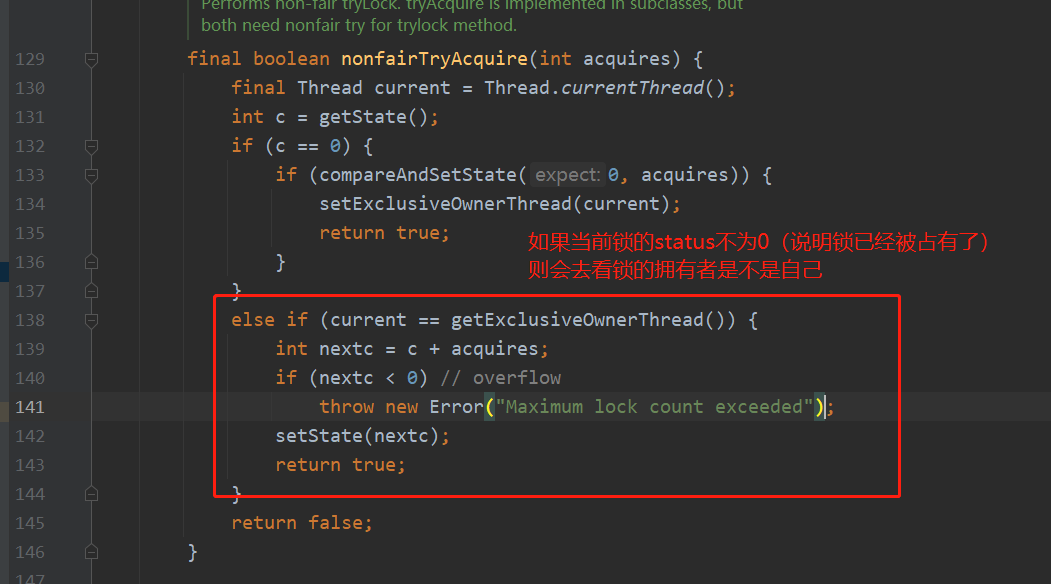 Performs non-fair tryLock. tryAcquire is implemented in subclasses, but
both need nonfair try for trylock method.
129 final boolean nonfairTryAcquire(int acquires) {
130 final Thread current = Thread.currentThread();
131 int c = getState();
132 if (c == 0) {
133 if (compareAndSetState( expect: 0, acquires)) {
134 setExclusiveOwnerThread(current);
135 return true;
如果当前锁的status不为0（说明锁已经被占有了）
136 }
则会去看锁的拥有者是不是自己
137 }
138 else if (current == getExclusiveOwnerThread()) {
139 int nextc = c + acquires;
140 if (nextc < 0) // overflow
141 throw new Error("Maximum lock count exceeded");
142 setState(nextc);
143 return true;
144 }
145 return false;
146 }
147